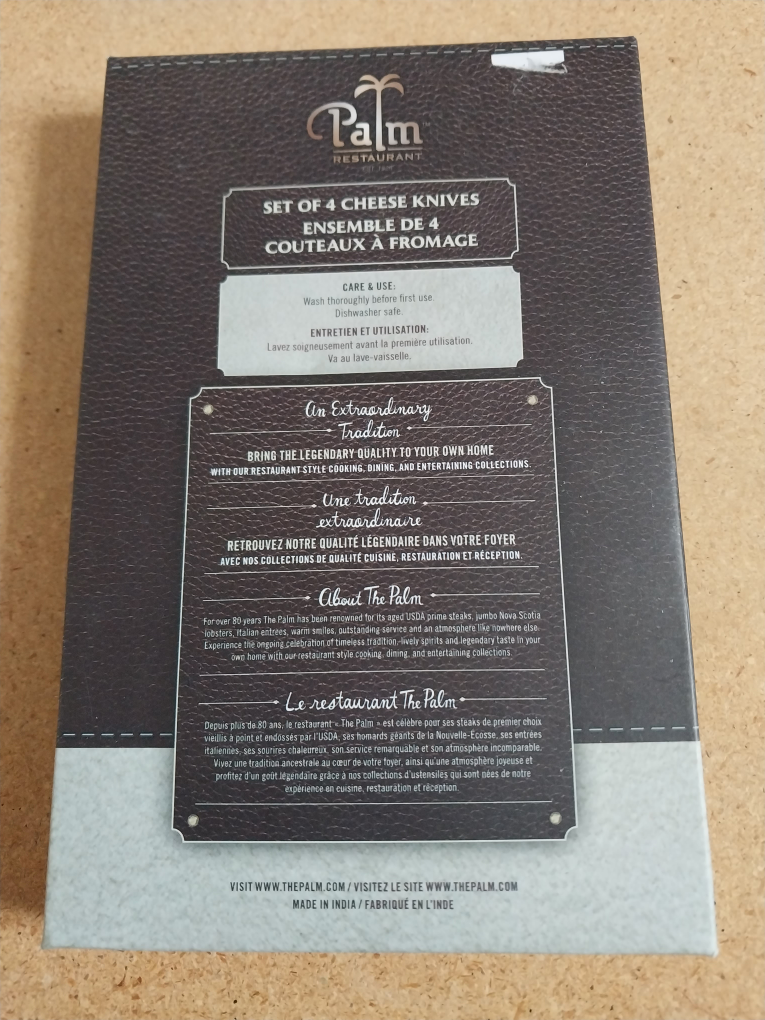 Palm™
RESTAURANT
SET OF 4 CHEESE KNIVES
ENSEMBLE DE 4
COUTEAUX À FROMAGE
CARE & USE:
Wash thoroughly before first use.
Dishwasher safe.
ENTRETIEN ET UTILISATION:
Lavez soigneusement avant la première utilisation.
Va au lave-vaisselle.
An Extraordinary
Tradition
BRING THE LEGENDARY QUALITY TO YOUR OWN HOME
WITH OUR RESTAURANT STYLE COOKING, DINING, AND ENTERTAINING COLLECTIONS.
Une tradition
extraordinaire
RETROUVEZ NOTRE QUALITÉ LÉGENDAIRE DANS VOTRE FOYER
AVEC NOS COLLECTIONS DE QUALITÉ CUISINE, RESTAURATION ET RÉCEPTION.
About The Palm
For over 80 years The Palm has been renowned for its aged USDA prime steaks, jumbo Nova Scotia
lobsters, Italian entrées, warm smiles, outstanding service and an atmosphere like nowhere else.
Experience the ongoing celebration of timeless tradition, lively spirits and legendary taste in your
own home with our restaurant style cooking, dining, and entertaining collections.
Le restaurant The Palm
Depuis plus de 80 ans, le restaurant « The Palm » est célèbre pour ses steaks de premier choix
vieillis à point et endossés par l'USDA, ses homards géants de la Nouvelle-Écosse, ses entrées
italiennes, ses sourires chaleureux, son service remarquable et son atmosphère incomparable.
Vivez une tradition ancestrale au cœur de votre foyer, ainsi qu'une atmosphère joyeuse et
profitez d'un goût légendaire grâce à nos collections d'ustensiles qui sont nées de notre
expérience en cuisine, restauration et réception.
VISIT WWW.THEPALM.COM / VISITEZ LE SITE WWW.THEPALM.COM
MADE IN INDIA / FABRIQUÉ EN L'INDE